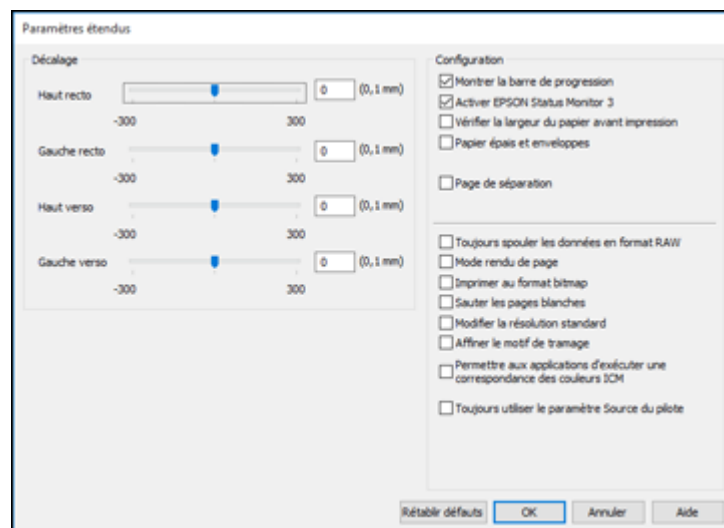 Paramètres étendus
Décalage
Haut recto
0 (0,1 mm)
-300 300
Gauche recto
0 (0,1 mm)
-300 300
Haut verso
0 (0,1 mm)
-300 300
Gauche verso
0 (0,1 mm)
-300 300
Configuration
Montrer la barre de progression
Activer EPSON Status Monitor 3
Vérifier la largeur du papier avant impression
Papier épais et enveloppes
Page de séparation
Toujours spouler les données en format RAW
Mode rendu de page
Imprimer au format bitmap
Sauter les pages blanches
Modifier la résolution standard
Affiner le motif de tramage
Permettre aux applications d'exécuter une
correspondance des couleurs ICM
Toujours utiliser le paramètre Source du pilote
Rétablir défauts OK Annuler Aide